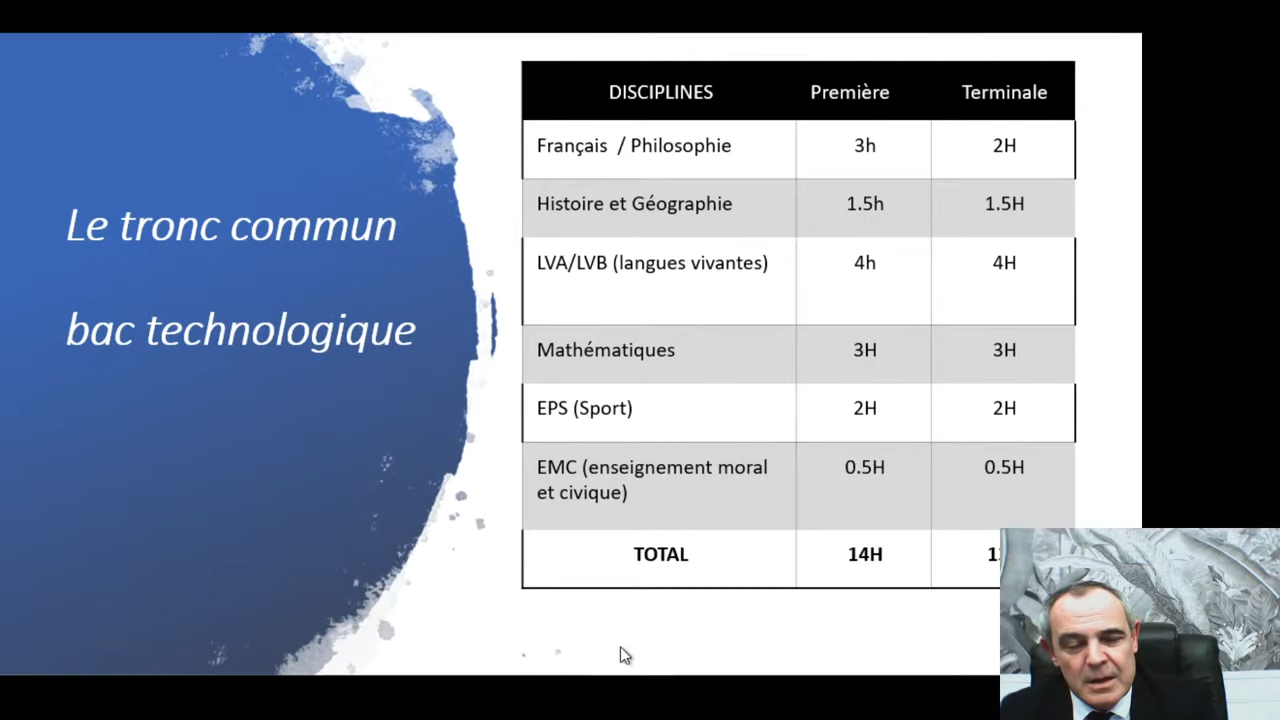 Le tronc commun
bac technologique
DISCIPLINES Première Terminale
Français / Philosophie 3h 2H
Histoire et Géographie 1.5h 1.5H
LVA/LVB (langues vivantes) 4h 4H
Mathématiques 3H 3H
EPS (Sport) 2H 2H
EMC (enseignement moral 0.5H 0.5H
et civique)
TOTAL 14H